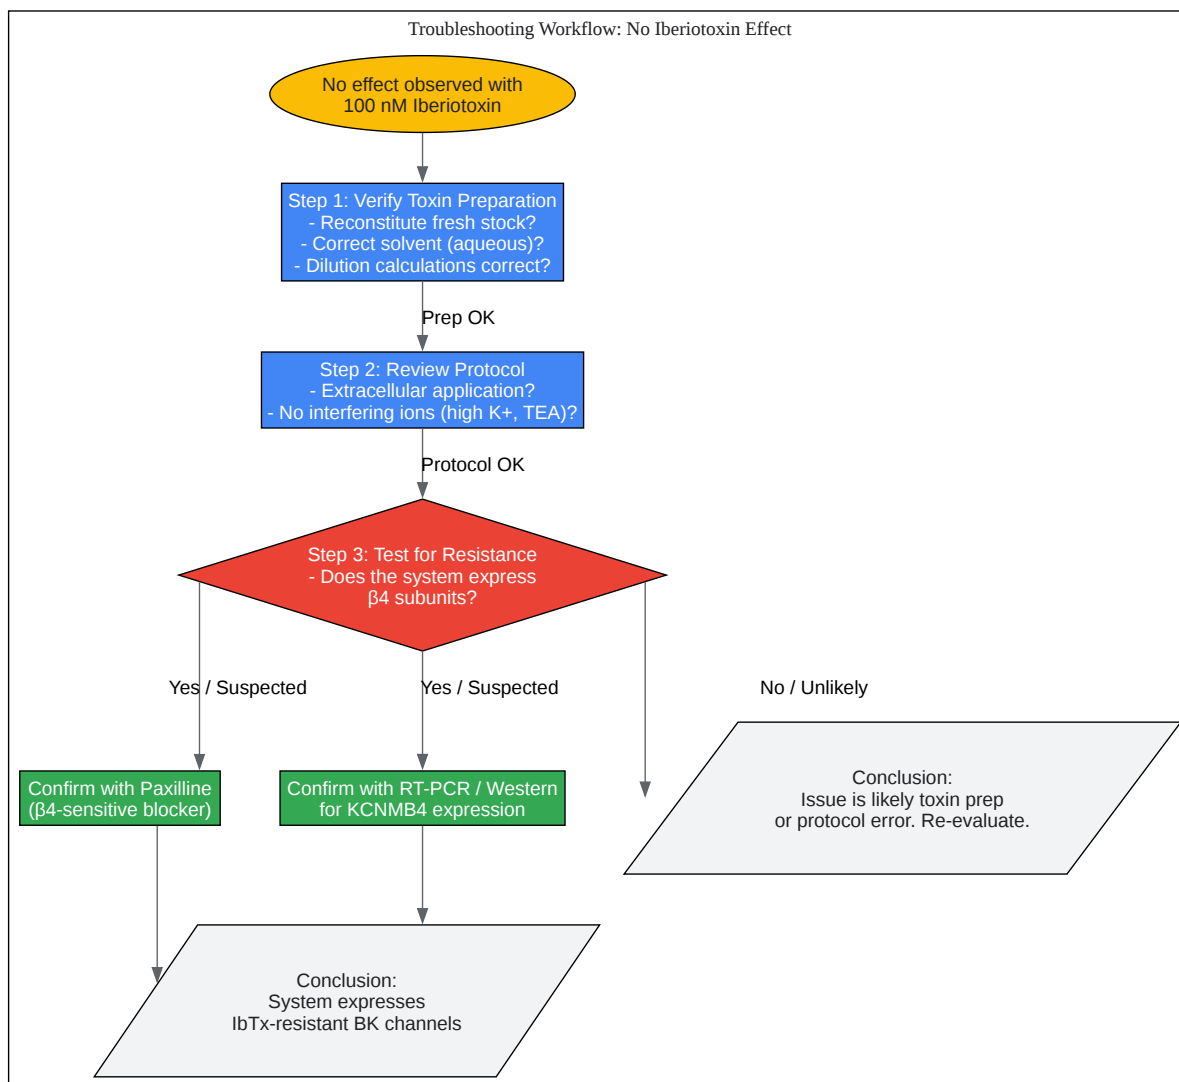 Troubleshooting Workflow: No Iberiotoxin Effect
No effect observed with
100 nM Iberiotoxin
Step 1: Verify Toxin Preparation
- Reconstitute fresh stock?
- Correct solvent (aqueous)?
- Dilution calculations correct?
Prep OK
Step 2: Review Protocol
- Extracellular application?
- No interfering ions (high K+, TEA)?
Protocol OK
Step 3: Test for Resistance
- Does the system express
β4 subunits?
Yes / Suspected
Yes / Suspected
No / Unlikely
Confirm with Paxilline
(β4-sensitive blocker)
Confirm with RT-PCR / Western
for KCNMB4 expression
Conclusion:
Issue is likely toxin prep
or protocol error. Re-evaluate.
Conclusion:
System expresses
IbTx-resistant BK channels